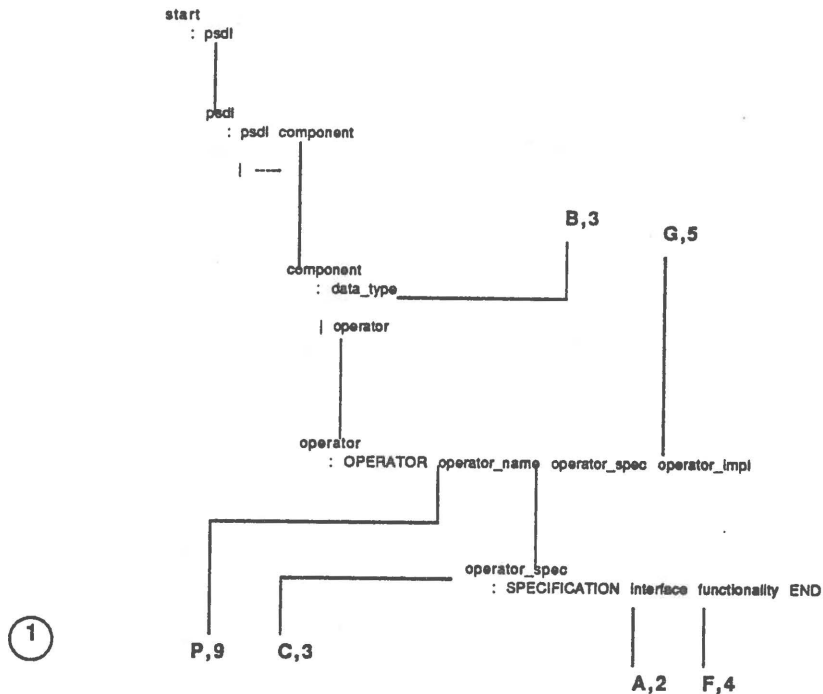 start
: psdl
psdl
: psdl component
| ----
B,3
G,5
component
: data_type
| operator
operator
: OPERATOR operator_name operator_spec operator_impl
operator_spec
: SPECIFICATION interface functionality END
1
P,9 C,3
A,2 F,4